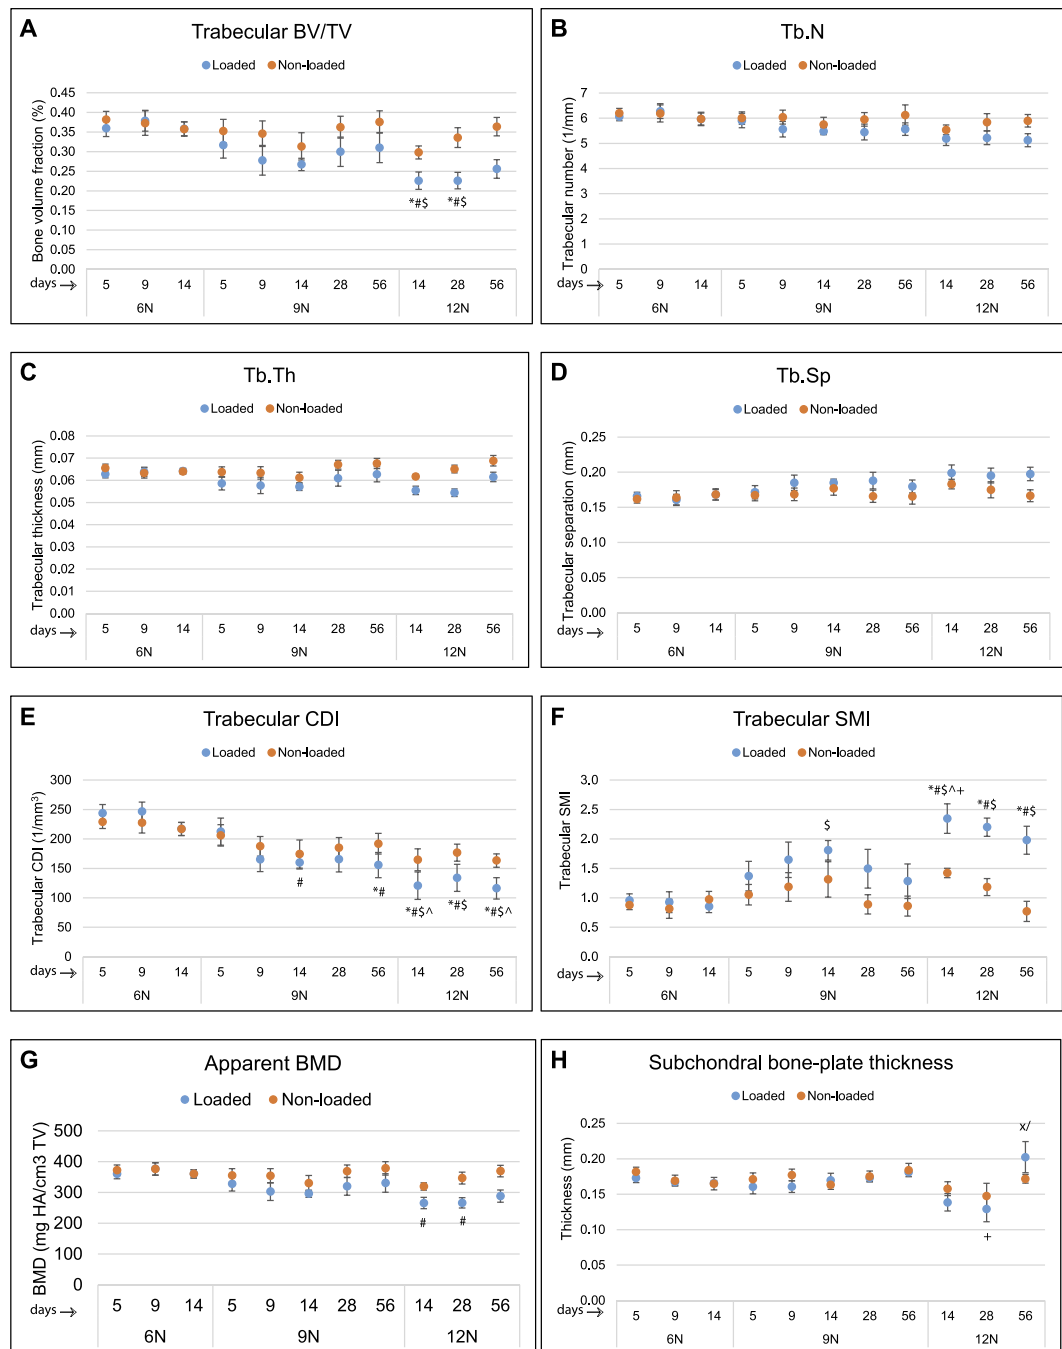 A
Trabecular BV/TV
Loaded Non-loaded
Bone volume fraction (%)
0.45
0.40
0.35
0.30
0.25
0.20
0.15
0.10
0.05
0.00
*#$ *#$
days → 5 9 14 5 9 14 28 56 14 28 56
6N 9N 12N
B
Tb.N
Loaded Non-loaded
Trabecular number (1/mm)
7
6
5
4
3
2
1
0
days → 5 9 14 5 9 14 28 56 14 28 56
6N 9N 12N
C
Tb.Th
Loaded Non-loaded
Trabecular thickness (mm)
0.08
0.07
0.06
0.05
0.04
0.03
0.02
0.01
0.00
days → 5 9 14 5 9 14 28 56 14 28 56
6N 9N 12N
D
Tb.Sp
Loaded Non-loaded
Trabecular separation (mm)
0.25
0.20
0.15
0.10
0.05
0.00
days → 5 9 14 5 9 14 28 56 14 28 56
6N 9N 12N
E
Trabecular CDI
Loaded Non-loaded
Trabecular CDI (1/mm³)
300
250
200
150
100
50
0
# *# *#$^ *#$ *#$^
days → 5 9 14 5 9 14 28 56 14 28 56
6N 9N 12N
F
Trabecular SMI
Loaded Non-loaded
Trabecular SMI
3.0
2.5
2.0
1.5
1.0
0.5
0.0
$ *#$^+ *#$ *#$
days → 5 9 14 5 9 14 28 56 14 28 56
6N 9N 12N
G
Apparent BMD
Loaded Non-loaded
BMD (mg HA/cm3 TV)
500
400
300
200
100
0
# #
days → 5 9 14 5 9 14 28 56 14 28 56
6N 9N 12N
H
Subchondral bone-plate thickness
Loaded Non-loaded
Thickness (mm)
0.25
0.20
0.15
0.10
0.05
0.00
+ x/
days → 5 9 14 5 9 14 28 56 14 28 56
6N 9N 12N